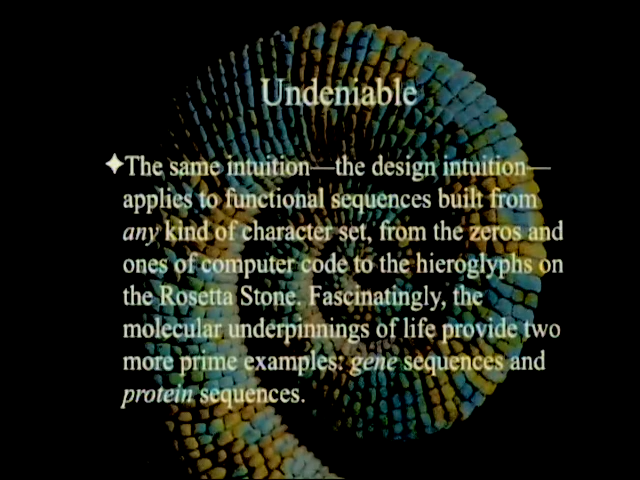 Undeniable
✦The same intuition—the design intuition—
applies to functional sequences built from
any kind of character set, from the zeros and
ones of computer code to the hieroglyphs on
the Rosetta Stone. Fascinatingly, the
molecular underpinnings of life provide two
more prime examples: gene sequences and
protein sequences.